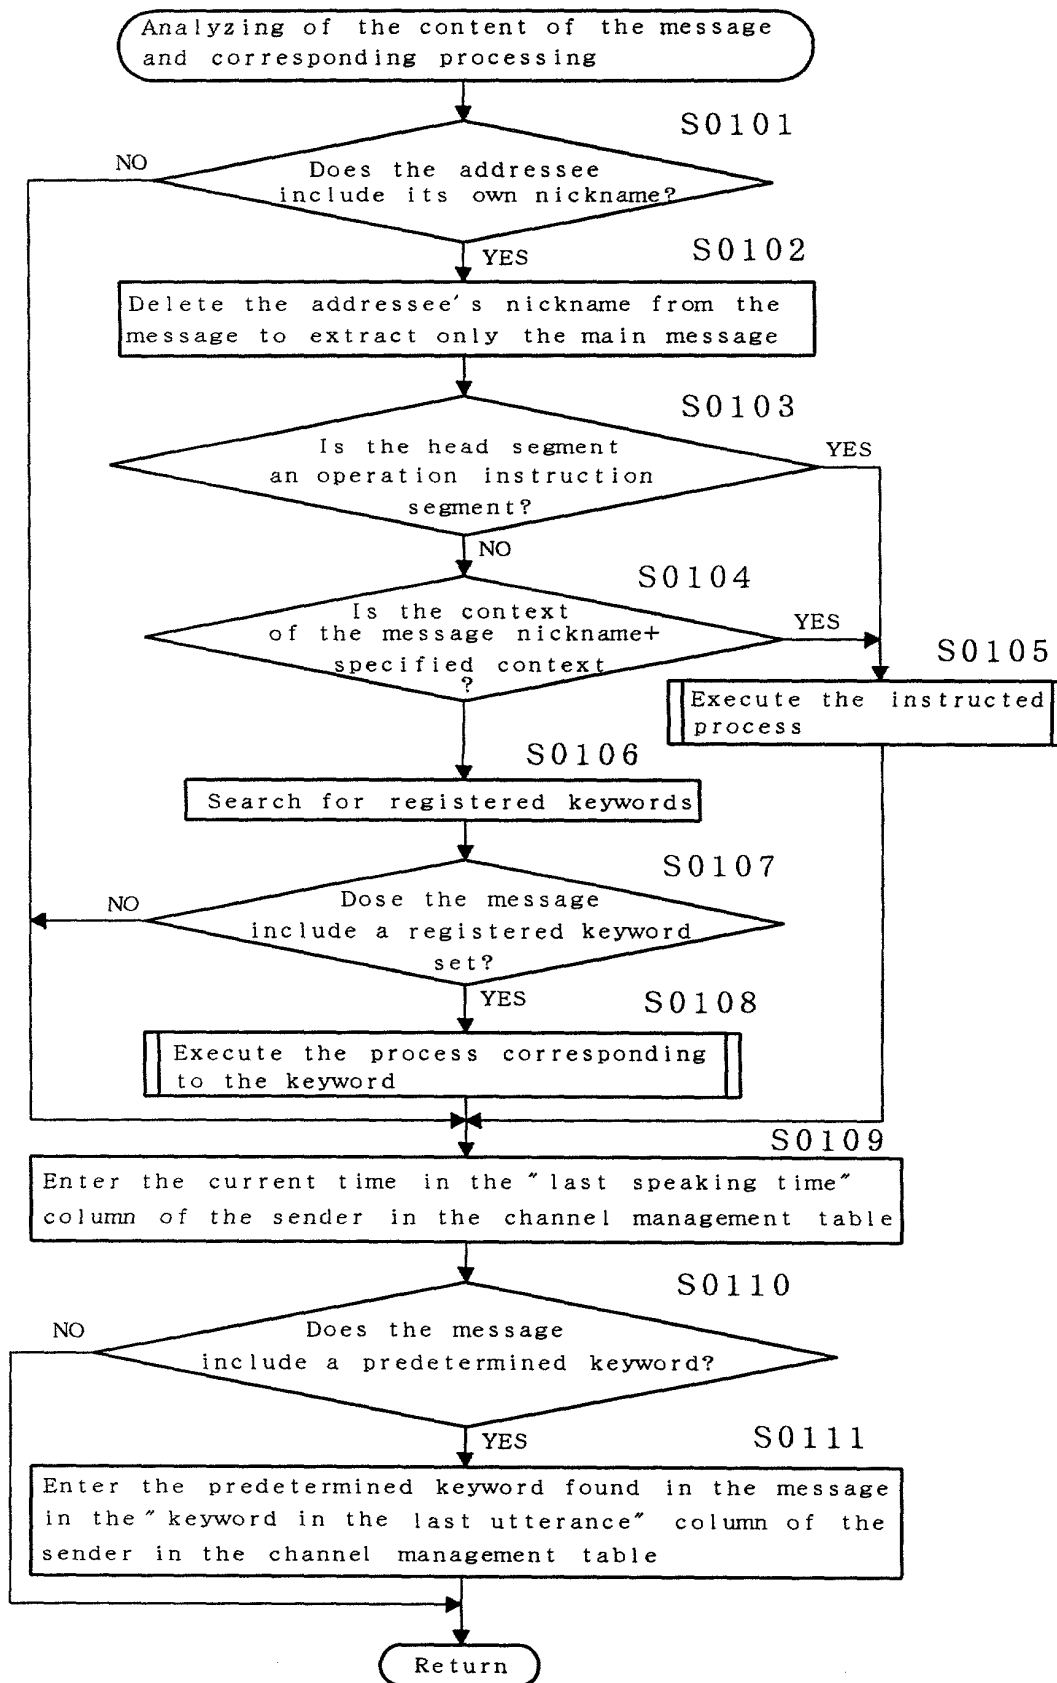 Analyzing of the content of the message
and corresponding processing
S0101
NO
Does the addressee
include its own nickname?
YES
S0102
Delete the addressee's nickname from the
message to extract only the main message
S0103
Is the head segment
an operation instruction
segment?
YES
NO
S0104
Is the context
of the message nickname+
specified context
?
YES
S0105
Execute the instructed
process
S0106
Search for registered keywords
S0107
NO
Dose the message
include a registered keyword
set?
YES
S0108
Execute the process corresponding
to the keyword
S0109
Enter the current time in the "last speaking time"
column of the sender in the channel management table
S0110
NO
Does the message
include a predetermined keyword?
YES
S0111
Enter the predetermined keyword found in the message
in the "keyword in the last utterance" column of the
sender in the channel management table
Return